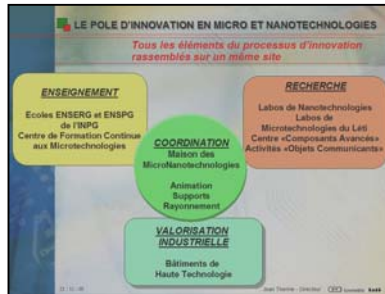 LE POLE D'INNOVATION EN MICRO ET NANOTECHNOLOGIES
Tous les éléments du processus d'innovation
rassemblés sur un même site
ENSEIGNEMENT
Ecoles ENSERG et ENSPG
de l'INPG
Centre de Formation Continue
aux Microtechnologies
RECHERCHE
Labos de Nanotechnologies
Labos de
Microtechnologies du Léti
Centre «Composants Avancés»
Activités «Objets Communicants»
COORDINATION
Maison des
MicroNanotechnologies
Animation
Supports
Rayonnement
VALORISATION
INDUSTRIELLE
Bâtiments de
Haute Technologie
Jean Therme - Directeur